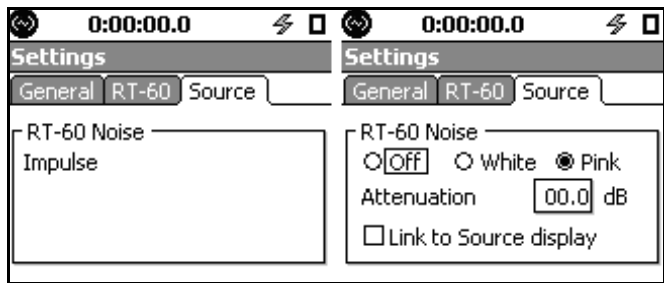 0:00:00.0
Settings
General RT-60 Source
RT-60 Noise
Impulse
0:00:00.0
Settings
General RT-60 Source
RT-60 Noise
Off White Pink
Attenuation 00.0 dB
Link to Source display